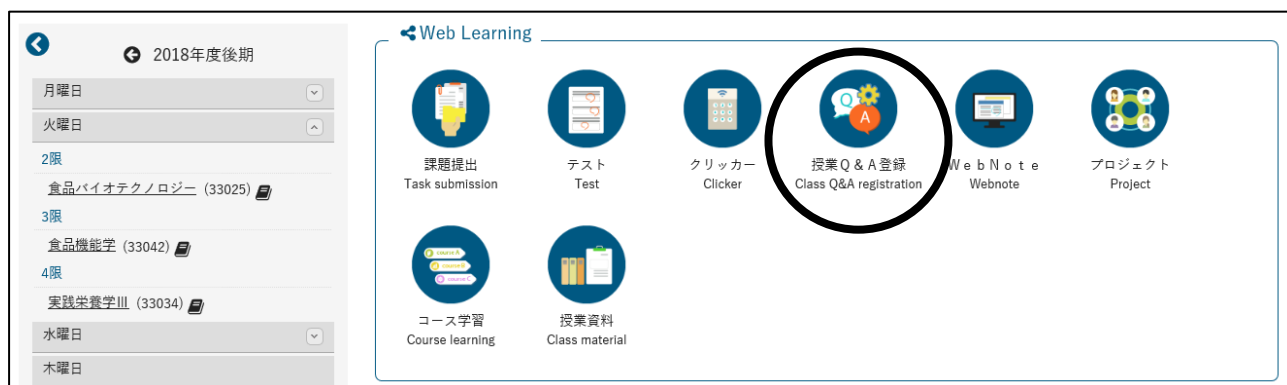 2018年度後期
月曜日
火曜日
2限
食品バイオテクノロジー (33025)
3限
食品機能学 (33042)
4限
実践栄養学III (33034)
水曜日
木曜日
Web Learning
課題提出
Task submission
テスト
Test
クリッカー
Clicker
Q A
授業Q & A登録
Class Q&A registration
WebNote
Webnote
プロジェクト
Project
course A
course C
コース学習
Course learning
授業資料
Class material